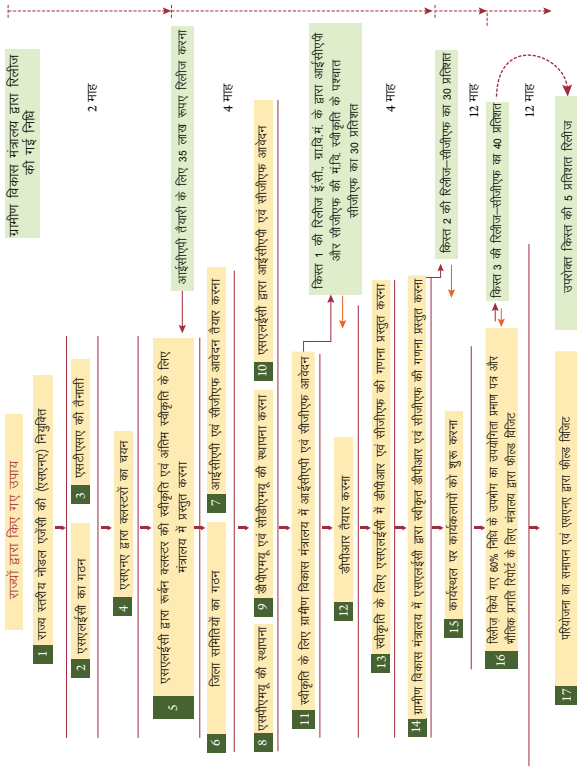 राज्यों द्वारा किए गए उपाय
ग्रामीण विकास मंत्रालय द्वारा रिलीज
की गई निधि
1 राज्य स्तरीय नोडल एजेंसी की (एसएनए) नियुक्ति
2 एसएलईसी का गठन
3 एसटीएसए की तैनाती
2 माह
4 एसएनए द्वारा क्लस्टरों का चयन
5 एसएलईसी द्वारा रूर्बन क्लस्टर की स्वीकृति एवं अंतिम स्वीकृति के लिए
मंत्रालय में प्रस्तुत करना
आईसीएपी तैयारी के लिए 35 लाख रूपए रिलीज करना
6 जिला समितियों का गठन
7 आईसीएपी एवं सीजीएफ आवेदन तैयार करना
4 माह
8 एसपीएमयू की स्थापना
9 डीपीएमयू एवं सीडीएमयू की स्थापना करना
10 एसएलईसी द्वारा आईसीएपी एवं सीजीएफ आवेदन
11 स्वीकृति के लिए ग्रामीण विकास मंत्रालय में आईसीएपी एवं सीजीएफ आवेदन
किस्त 1 की रिलीज ई.सी., ग्रा.वि.मं. के द्वारा आईसीएपी
और सीजीएफ की मं.वि. स्वीकृति के पश्चात
सीजीएफ का 30 प्रतिशत
12 डीपीआर तैयार करना
13 स्वीकृति के लिए एसएलईसी में डीपीआर एवं सीजीएफ की गणना प्रस्तुत करना
4 माह
14 ग्रामीण विकास मंत्रालय में एसएलईसी द्वारा स्वीकृत डीपीआर एवं सीजीएफ की गणना प्रस्तुत करना
किस्त 2 की रिलीज–सीजीएफ का 30 प्रतिशत
15 कार्यस्थल पर कार्यकलापों को शुरू करना
12 माह
16 रिलीज़ किये गए 60% निधि के उपभोग का उपयोगिता प्रमाण पत्र और
भौतिक प्रगति रिपोर्ट के लिए मंत्रालय द्वारा फील्ड विजिट
किस्त 3 की रिलीज–सीजीएफ का 40 प्रतिशत
12 माह
17 परियोजना का समापन एवं एसएनए द्वारा फील्ड विजिट
उपरोक्त किस्त की 5 प्रतिशत रिलीज